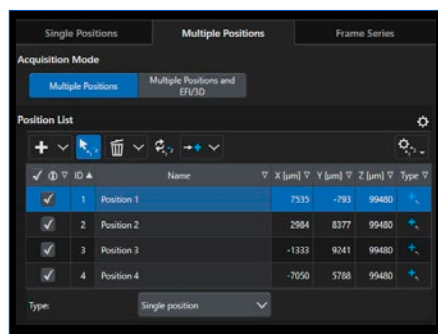 Single Positions Multiple Positions Frame Series
Acquisition Mode
Multiple Positions Multiple Positions and
EFI/3D
Position List
ID Name X [µm] Y [µm] Z [µm] Type
1 Position 1 7535 -793 99480
2 Position 2 2984 8377 99480
3 Position 3 -1333 9241 99480
4 Position 4 -7050 5788 99480
Type: Single position